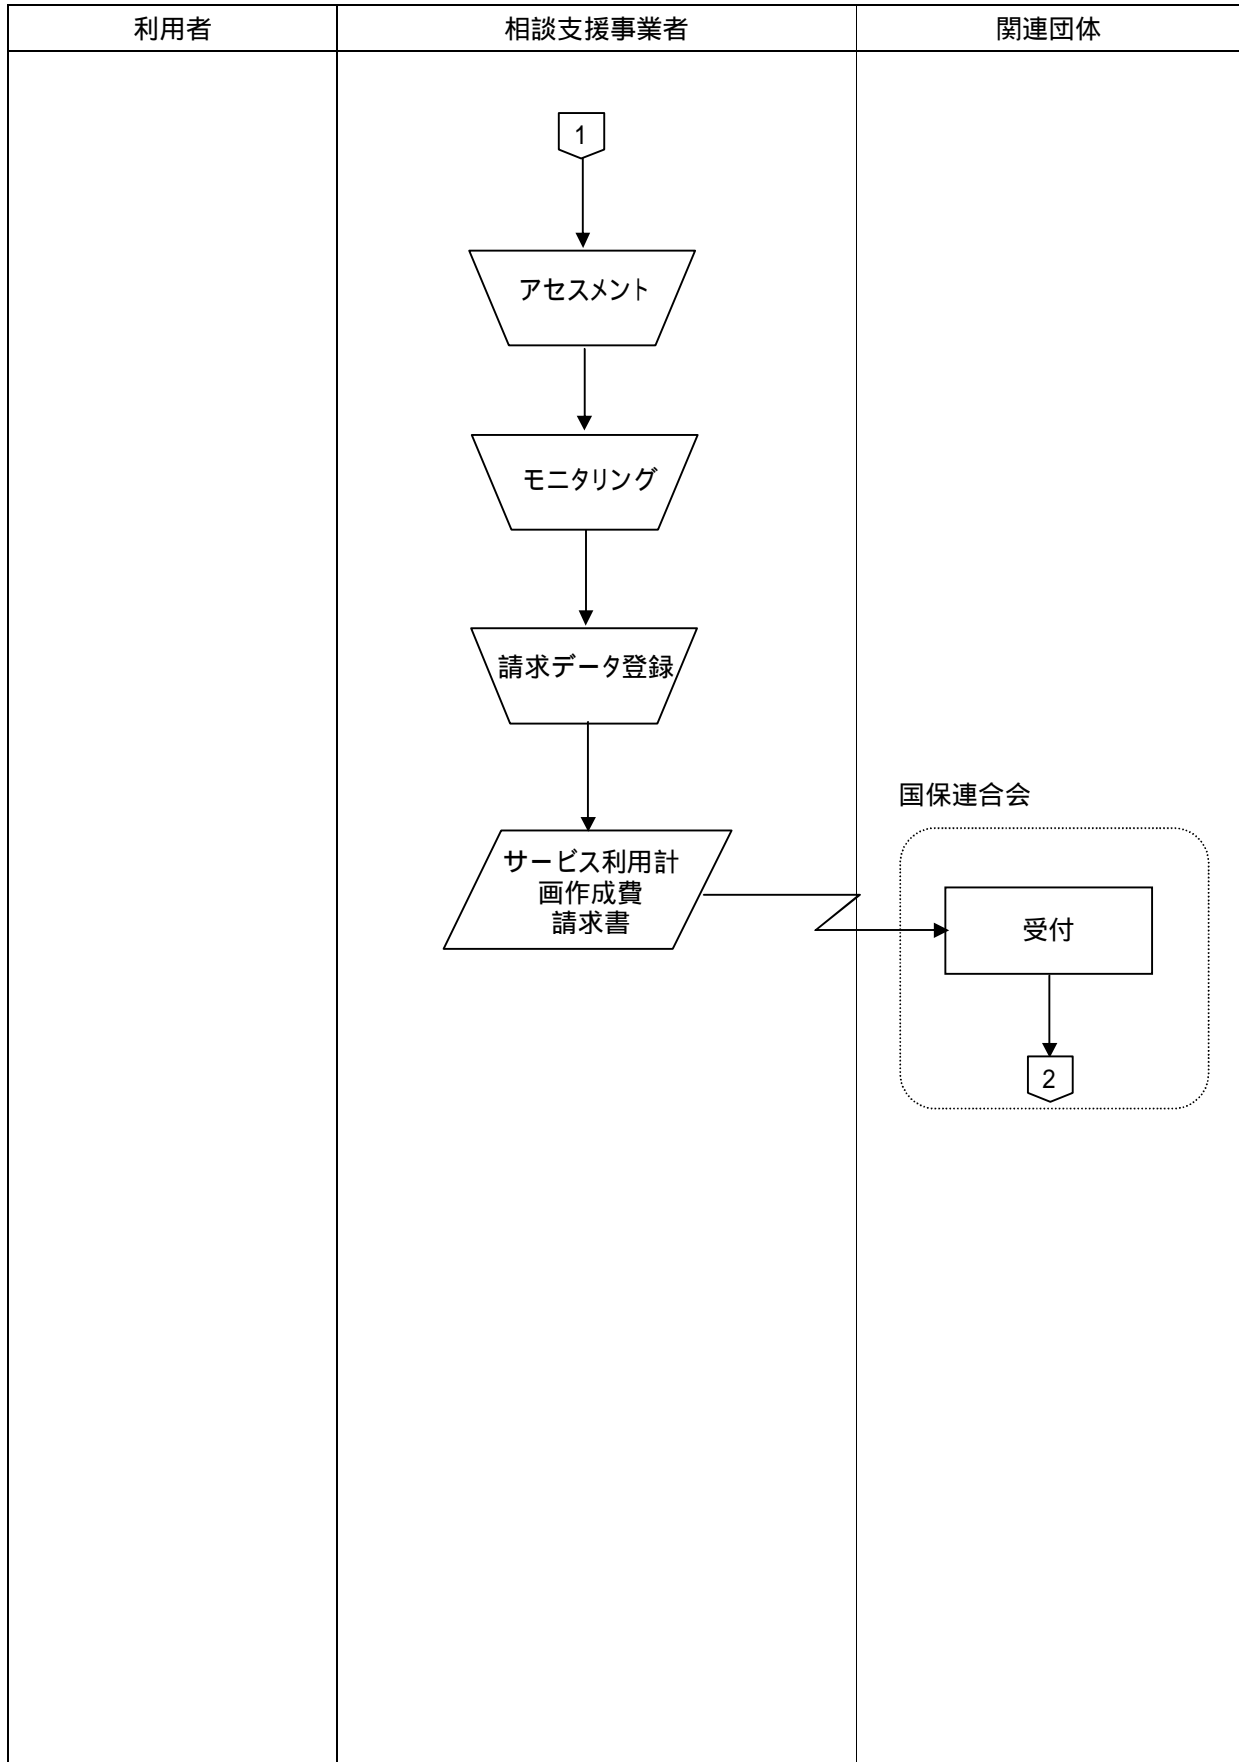 利用者
相談支援事業者
関連団体
1
アセスメント
モニタリング
請求データ登録
国保連合会
サービス利用計
画作成費
請求書
受付
2